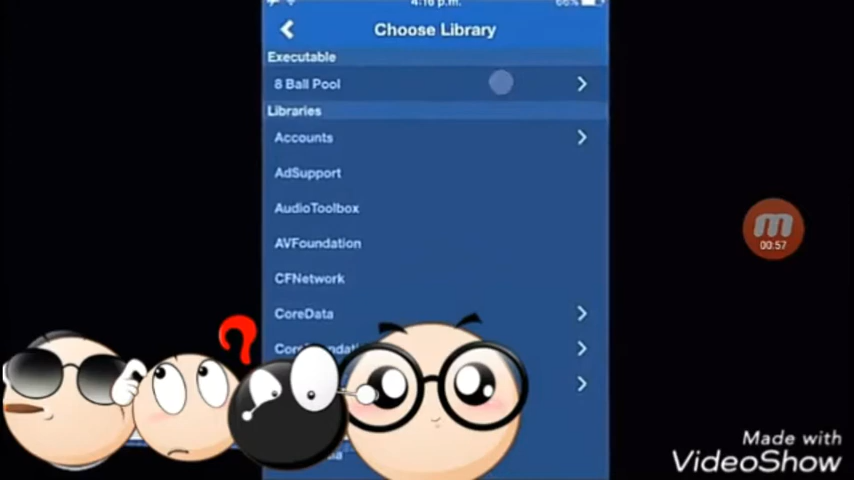 4:16 p.m.
66%
Choose Library
Executable
8 Ball Pool
Libraries
Accounts
AdSupport
AudioToolbox
AVFoundation
CFNetwork
CoreData
00:57
?
Made with
VideoShow